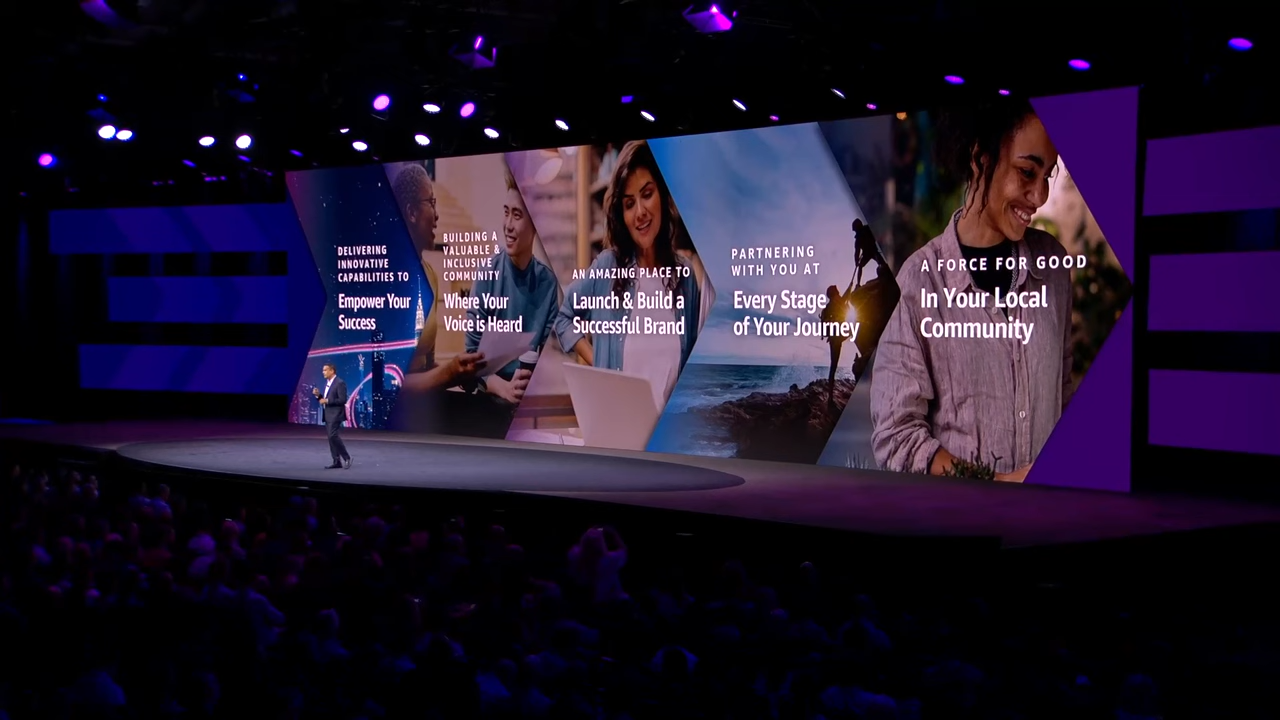 DELIVERING
INNOVATIVE
CAPABILITIES TO
Empower Your
Success
BUILDING A
VALUABLE &
INCLUSIVE
COMMUNITY
Where Your
Voice is Heard
AN AMAZING PLACE TO
Launch & Build a
Successful Brand
PARTNERING
WITH YOU AT
Every Stage
of Your Journey
A FORCE FOR GOOD
In Your Local
Community